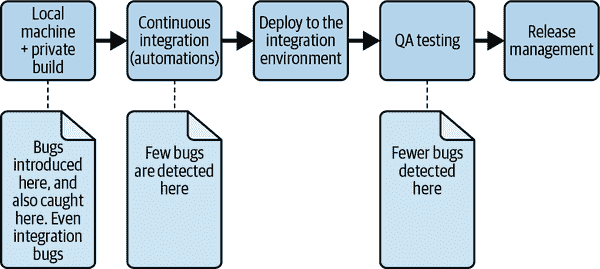 Local
machine
+ private
build
Continuous
integration
(automations)
Deploy to the
integration
environment
QA testing
Release
management
Bugs
introduced
here, and
also caught
here. Even
integration
bugs
Few bugs
are detected
here
Fewer bugs
detected
here